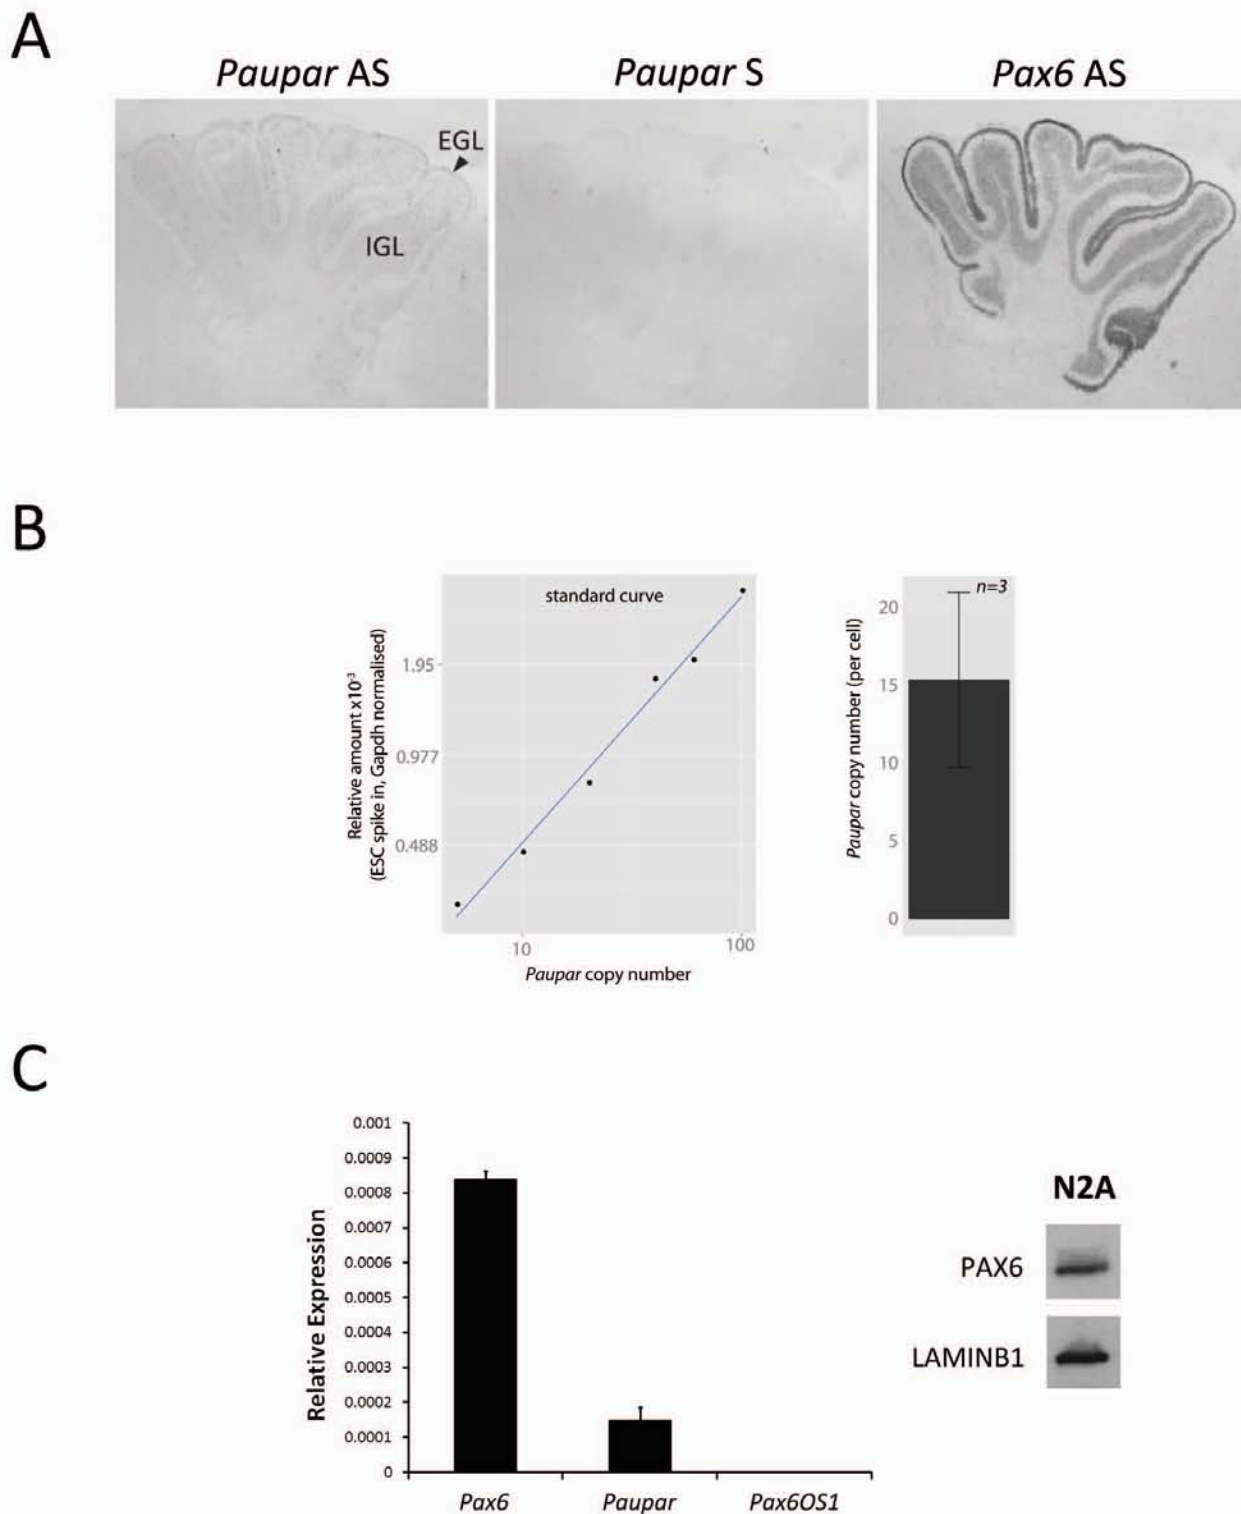 A
Paupar AS
Paupar S
Pax6 AS
EGL
IGL
B
standard curve
1.95
0.977
0.488
Relative amount x10⁻³
(ESC spike in, Gapdh normalised)
10
100
Paupar copy number
n=3
20
15
10
5
0
Paupar copy number (per cell)
C
0.001
0.0009
0.0008
0.0007
0.0006
0.0005
0.0004
0.0003
0.0002
0.0001
0
Relative Expression
Pax6
Paupar
Pax6OS1
N2A
PAX6
LAMINB1